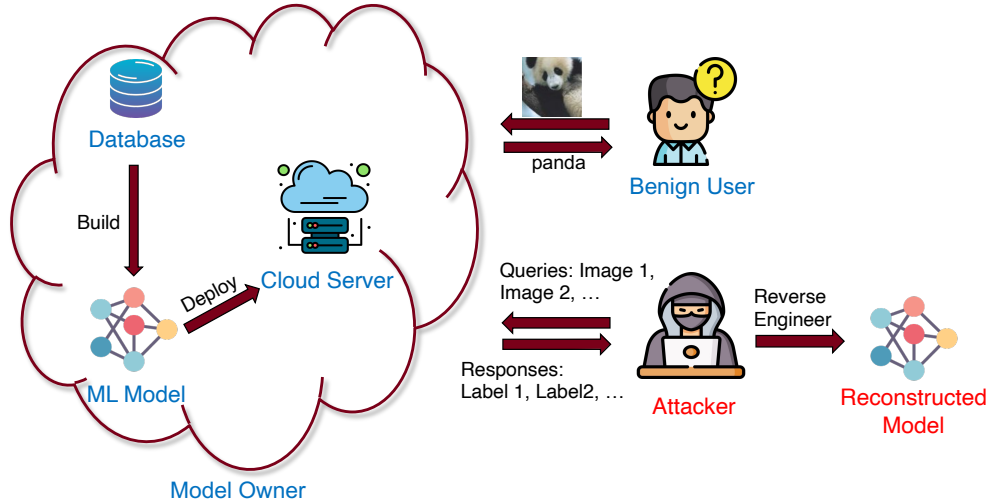 Database
Build
ML Model
Deploy
Cloud Server
Model Owner
panda
?
Benign User
Queries: Image 1,
Image 2, …
Responses:
Label 1, Label2, …
Attacker
Reverse
Engineer
Reconstructed
Model